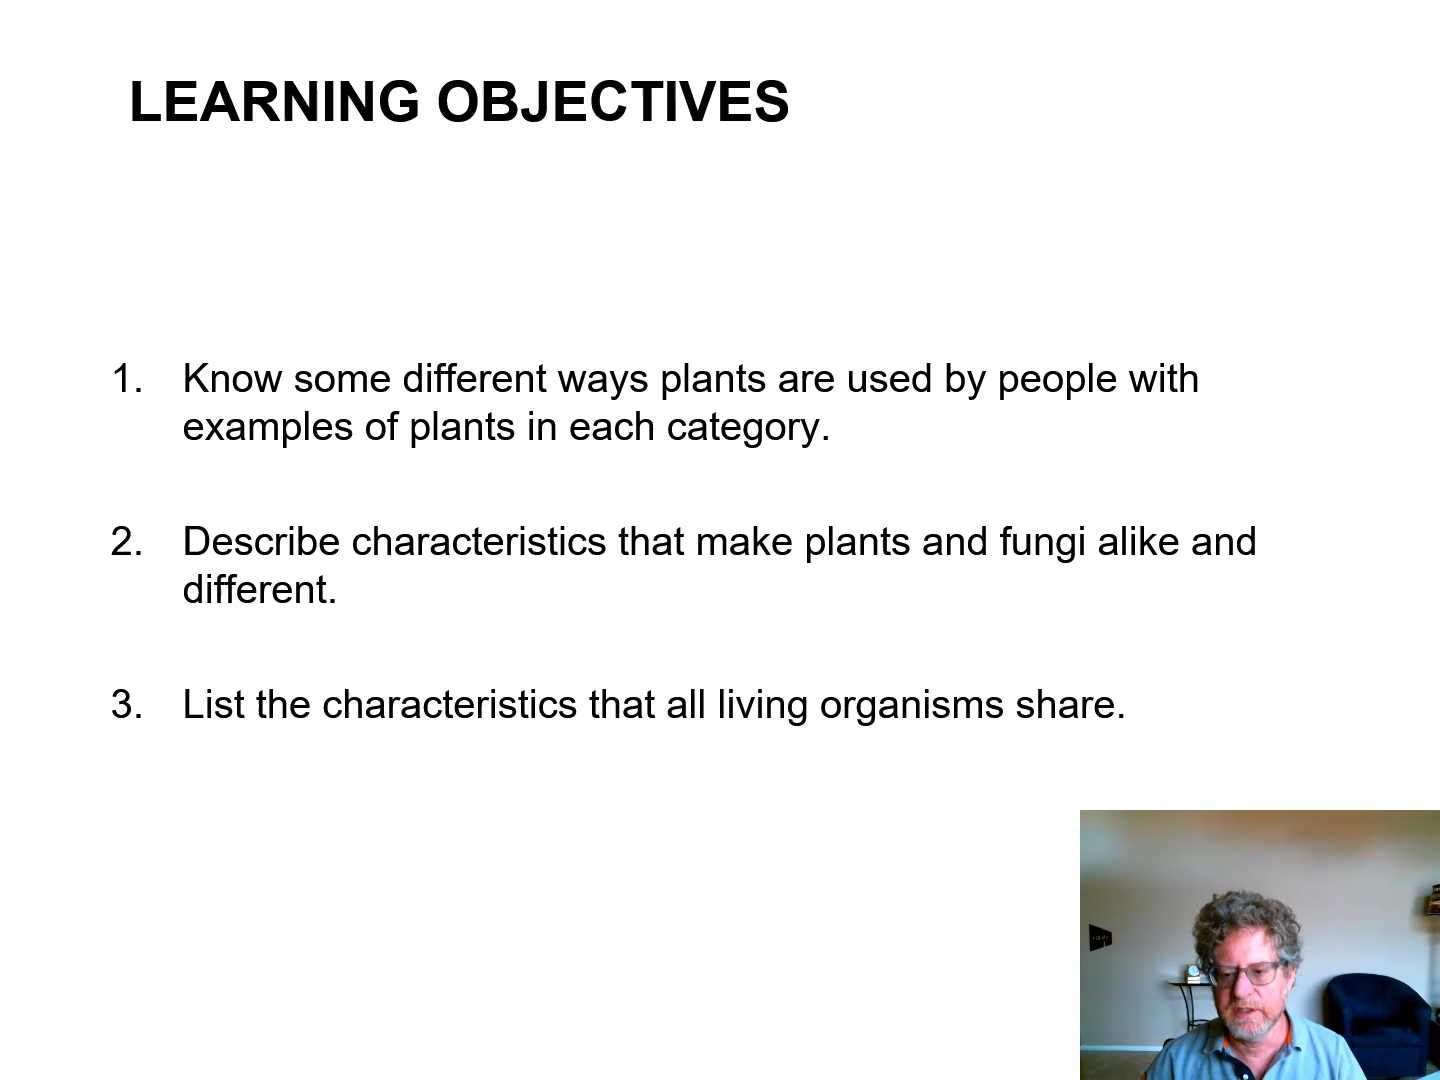 LEARNING OBJECTIVES
1. Know some different ways plants are used by people with
examples of plants in each category.
2. Describe characteristics that make plants and fungi alike and
different.
3. List the characteristics that all living organisms share.